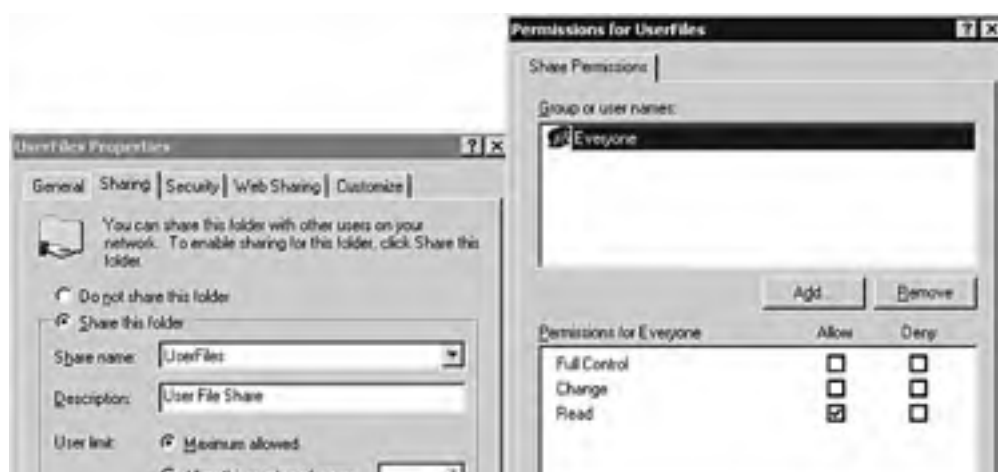 Permissions for UserFiles
Share Permissions
Group or user names:
Everyone
Add...
Remove
Permissions for Everyone
Allow
Deny
Full Control
Change
Read
UserFiles Properties
General
Sharing
Security
Web Sharing
Customize
You can share this folder with other users on your
network. To enable sharing for this folder, click Share this
folder.
Do not share this folder
Share this folder
Share name:
UserFiles
Description:
User File Share
User limit:
Maximum allowed